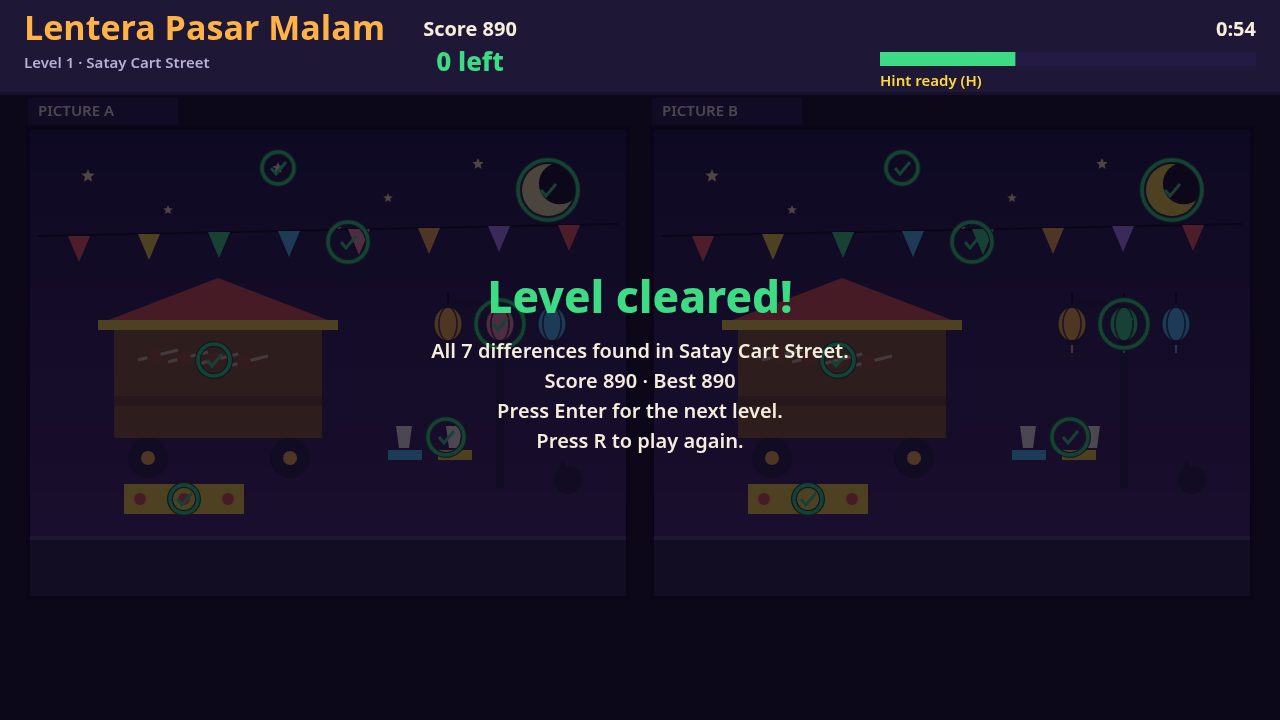 Lentera Pasar Malam
Level 1 · Satay Cart Street
Score 890
0 left
0:54
Hint ready (H)
PICTURE A
PICTURE B
Level cleared!
All 7 differences found in Satay Cart Street.
Score 890 · Best 890
Press Enter for the next level.
Press R to play again.